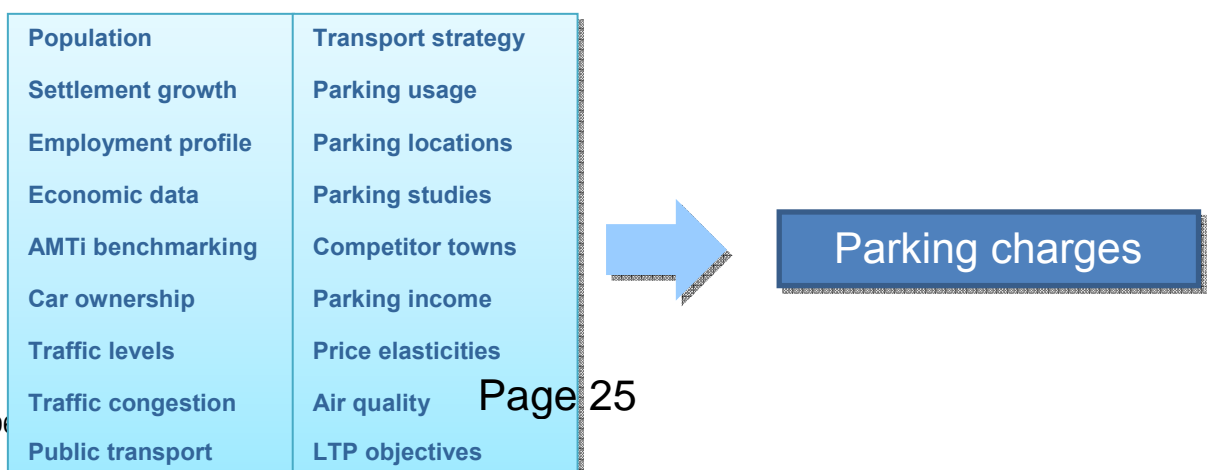 Population
Settlement growth
Employment profile
Economic data
AMTi benchmarking
Car ownership
Traffic levels
Traffic congestion
Public transport
Transport strategy
Parking usage
Parking locations
Parking studies
Competitor towns
Parking income
Price elasticities
Air quality
LTP objectives
Parking charges
Page 25